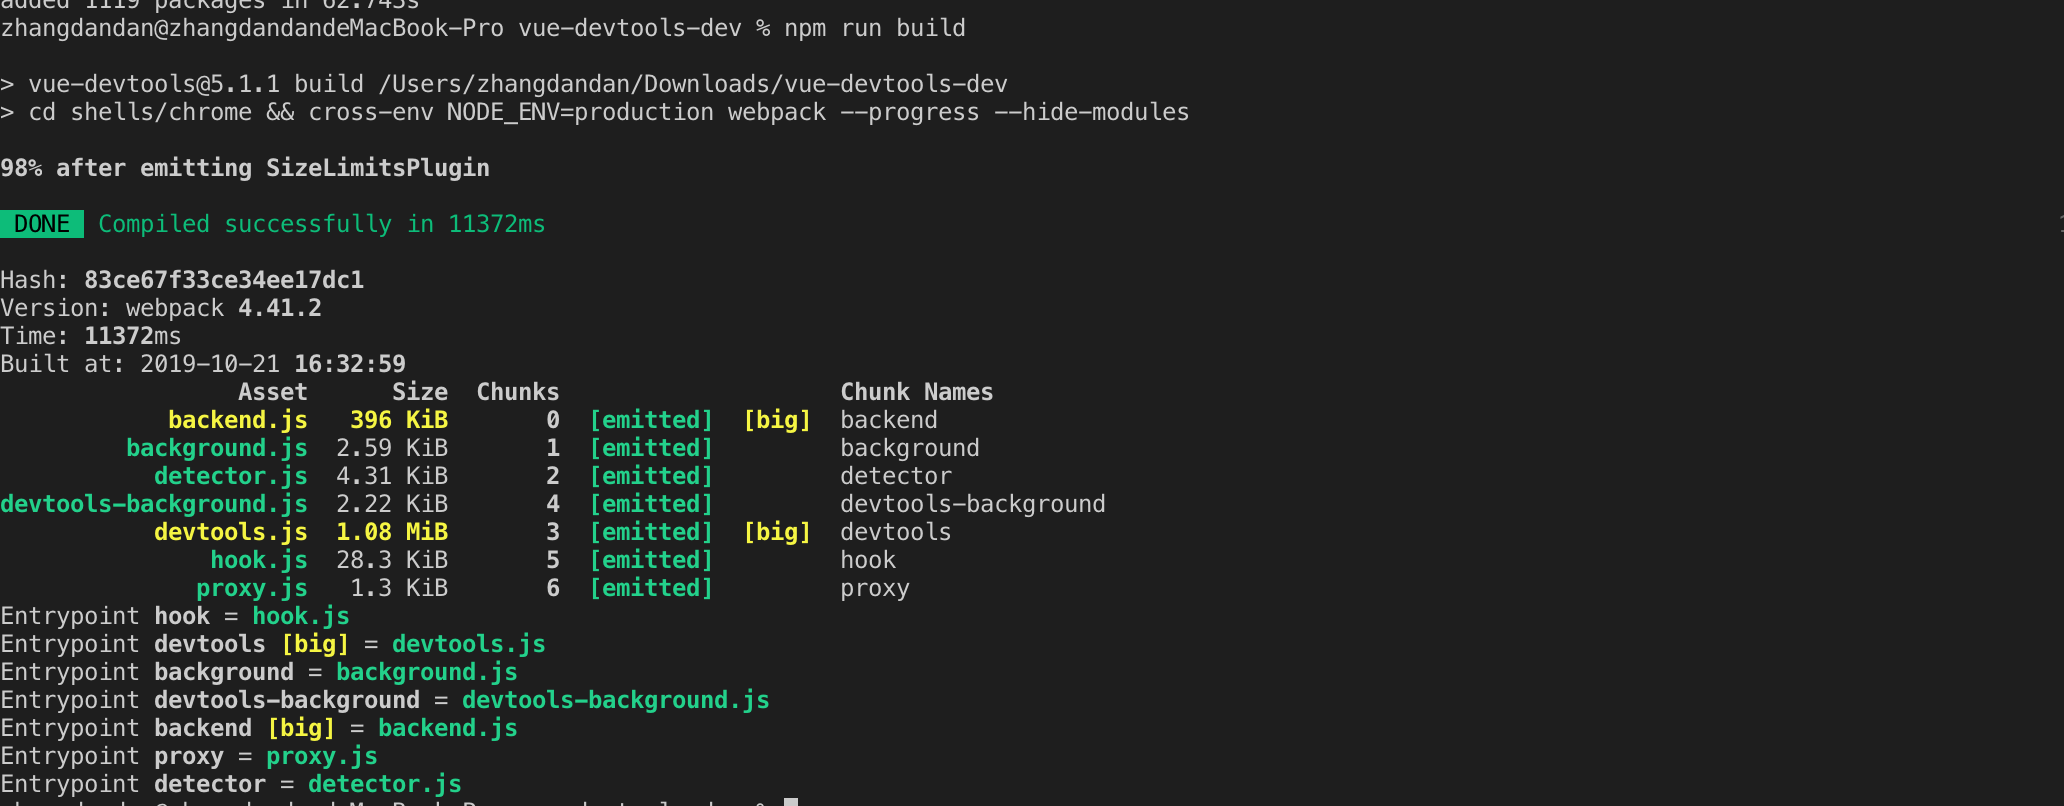 added 1119 packages in 62.743s
zhangdandan@zhangdandandeMacBook-Pro vue-devtools-dev % npm run build
> vue-devtools@5.1.1 build /Users/zhangdandan/Downloads/vue-devtools-dev
> cd shells/chrome && cross-env NODE_ENV=production webpack --progress --hide-modules
98% after emitting SizeLimitsPlugin
DONE Compiled successfully in 11372ms
Hash: 83ce67f33ce34ee17dc1
Version: webpack 4.41.2
Time: 11372ms
Built at: 2019-10-21 16:32:59
Asset Size Chunks Chunk Names
backend.js 396 KiB 0 [emitted] [big] backend
background.js 2.59 KiB 1 [emitted] background
detector.js 4.31 KiB 2 [emitted] detector
devtools-background.js 2.22 KiB 4 [emitted] devtools-background
devtools.js 1.08 MiB 3 [emitted] [big] devtools
hook.js 28.3 KiB 5 [emitted] hook
proxy.js 1.3 KiB 6 [emitted] proxy
Entrypoint hook = hook.js
Entrypoint devtools [big] = devtools.js
Entrypoint background = background.js
Entrypoint devtools-background = devtools-background.js
Entrypoint backend [big] = backend.js
Entrypoint proxy = proxy.js
Entrypoint detector = detector.js